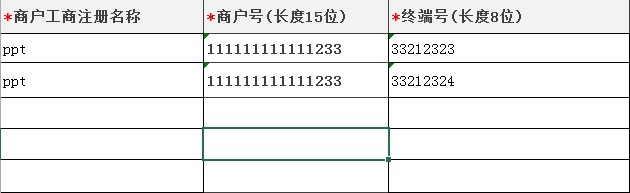 *商户工商注册名称 *商户号(长度15位) *终端号(长度8位)
ppt 111111111111233 33212323
ppt 111111111111233 33212324